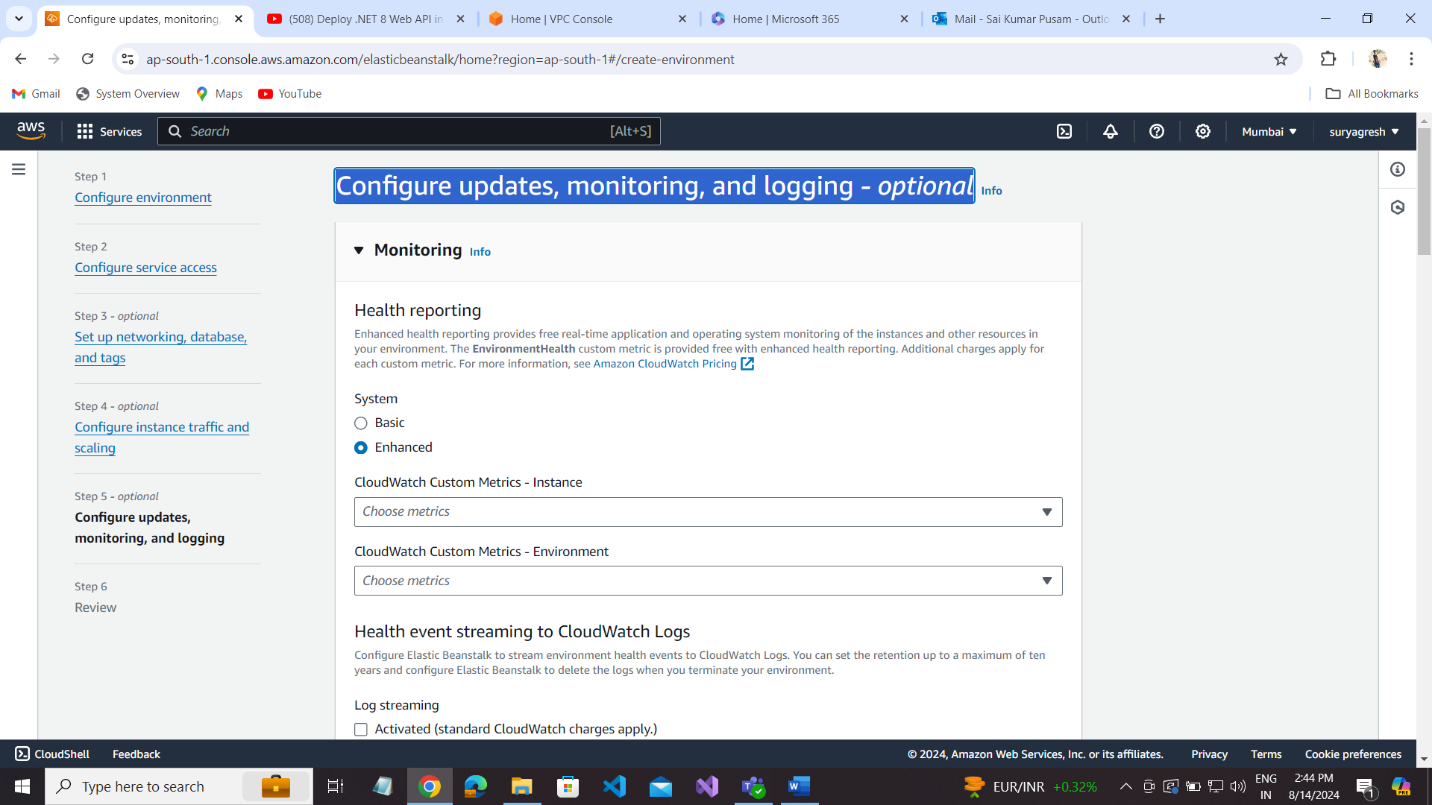 Configure updates, monitoring,
(508) Deploy .NET 8 Web API in
Home | VPC Console
Home | Microsoft 365
Mail - Sai Kumar Pusam - Outlo
ap-south-1.console.aws.amazon.com/elasticbeanstalk/home?region=ap-south-1#/create-environment
Gmail
System Overview
Maps
YouTube
All Bookmarks
aws
Services
Search
[Alt+S]
Mumbai
suryagresh
Step 1
Configure environment
Step 2
Configure service access
Step 3 - optional
Set up networking, database,
and tags
Step 4 - optional
Configure instance traffic and
scaling
Step 5 - optional
Configure updates,
monitoring, and logging
Step 6
Review
Configure updates, monitoring, and logging - optional Info
Monitoring Info
Health reporting
Enhanced health reporting provides free real-time application and operating system monitoring of the instances and other resources in
your environment. The EnvironmentHealth custom metric is provided free with enhanced health reporting. Additional charges apply for
each custom metric. For more information, see Amazon CloudWatch Pricing
System
Basic
Enhanced
CloudWatch Custom Metrics - Instance
Choose metrics
CloudWatch Custom Metrics - Environment
Choose metrics
Health event streaming to CloudWatch Logs
Configure Elastic Beanstalk to stream environment health events to CloudWatch Logs. You can set the retention up to a maximum of ten
years and configure Elastic Beanstalk to delete the logs when you terminate your environment.
Log streaming
Activated (standard CloudWatch charges apply.)
CloudShell
Feedback
© 2024, Amazon Web Services, Inc. or its affiliates.
Privacy
Terms
Cookie preferences
Type here to search
EUR/INR +0.32%
ENG
IN
2:44 PM
8/14/2024
1